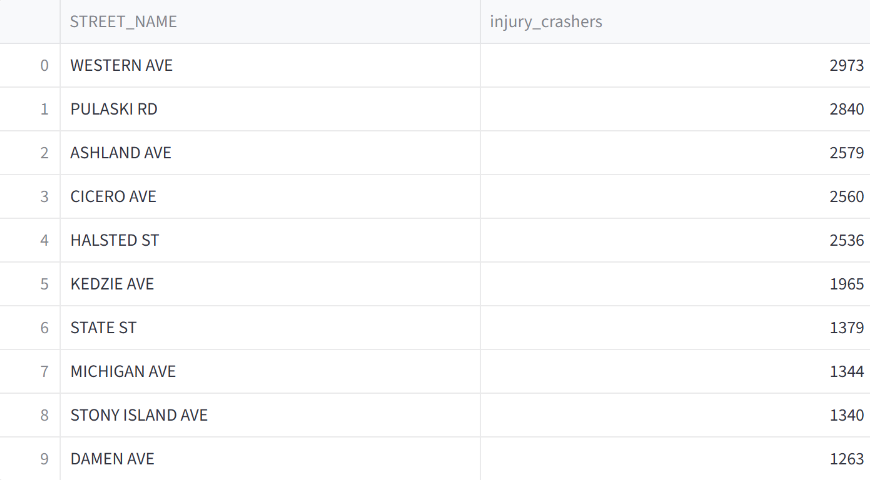 STREET_NAME injury_crashers
0 WESTERN AVE 2973
1 PULASKI RD 2840
2 ASHLAND AVE 2579
3 CICERO AVE 2560
4 HALSTED ST 2536
5 KEDZIE AVE 1965
6 STATE ST 1379
7 MICHIGAN AVE 1344
8 STONY ISLAND AVE 1340
9 DAMEN AVE 1263